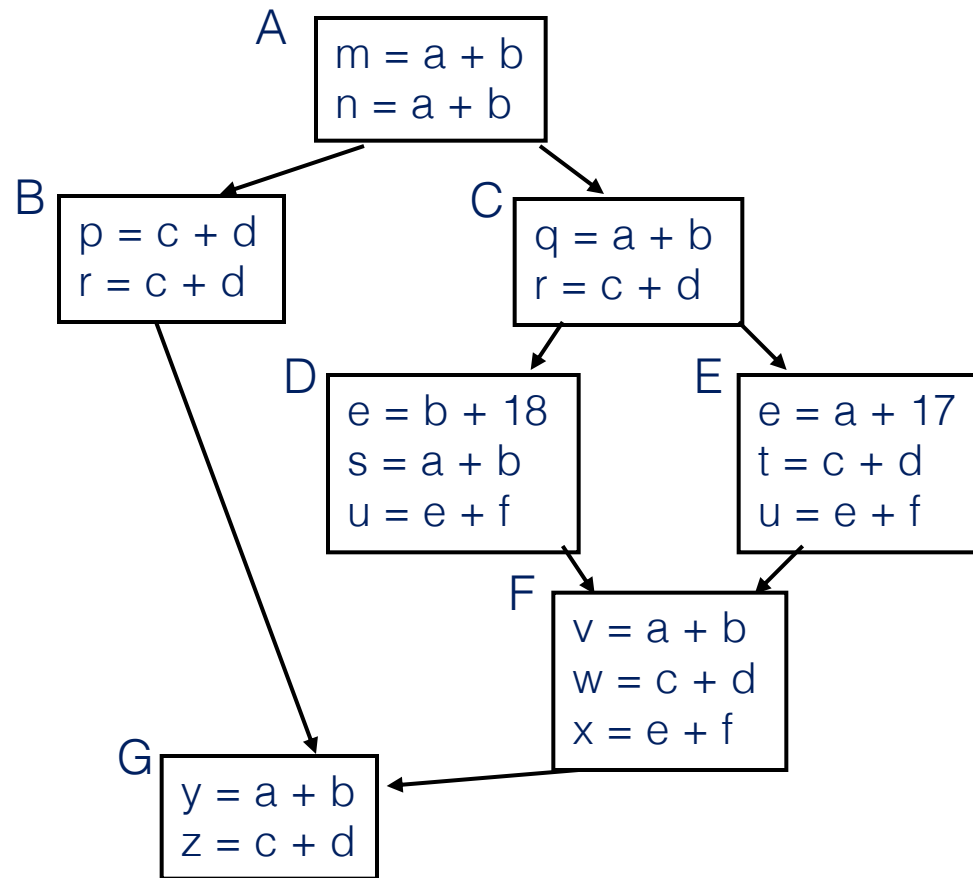 A
m = a + b
n = a + b
B
p = c + d
r = c + d
C
q = a + b
r = c + d
D
e = b + 18
s = a + b
u = e + f
E
e = a + 17
t = c + d
u = e + f
F
v = a + b
w = c + d
x = e + f
G
y = a + b
z = c + d